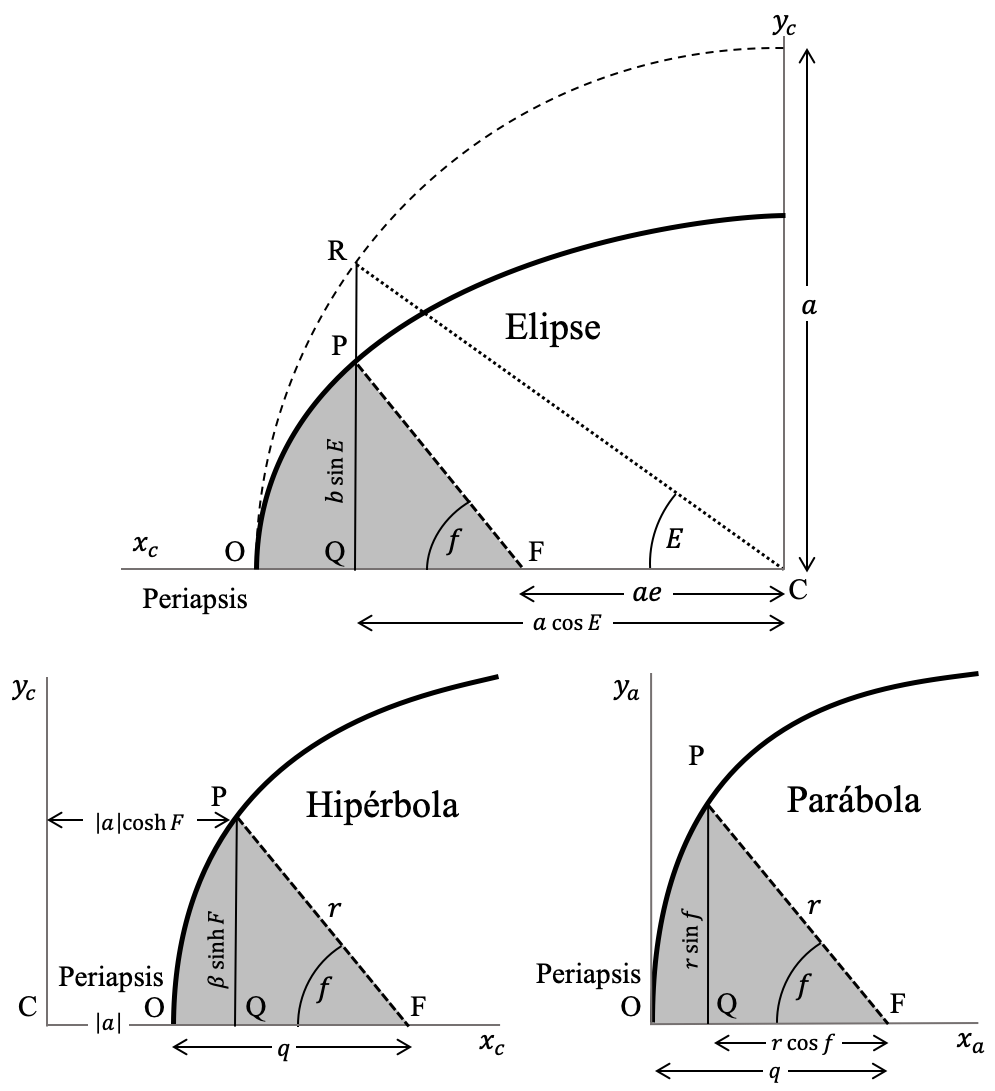 y_c
R
a
Elipse
P
b sin E
x_c
O
Q
f
F
E
C
Periapsis
ae
a cos E
y_c
P
|a|cosh F
Hipérbola
r
β sinh F
Periapsis
C
O
Q
f
F
|a|
x_c
q
y_a
P
Parábola
r
r sin f
Periapsis
O
Q
f
F
r cos f
x_a
q